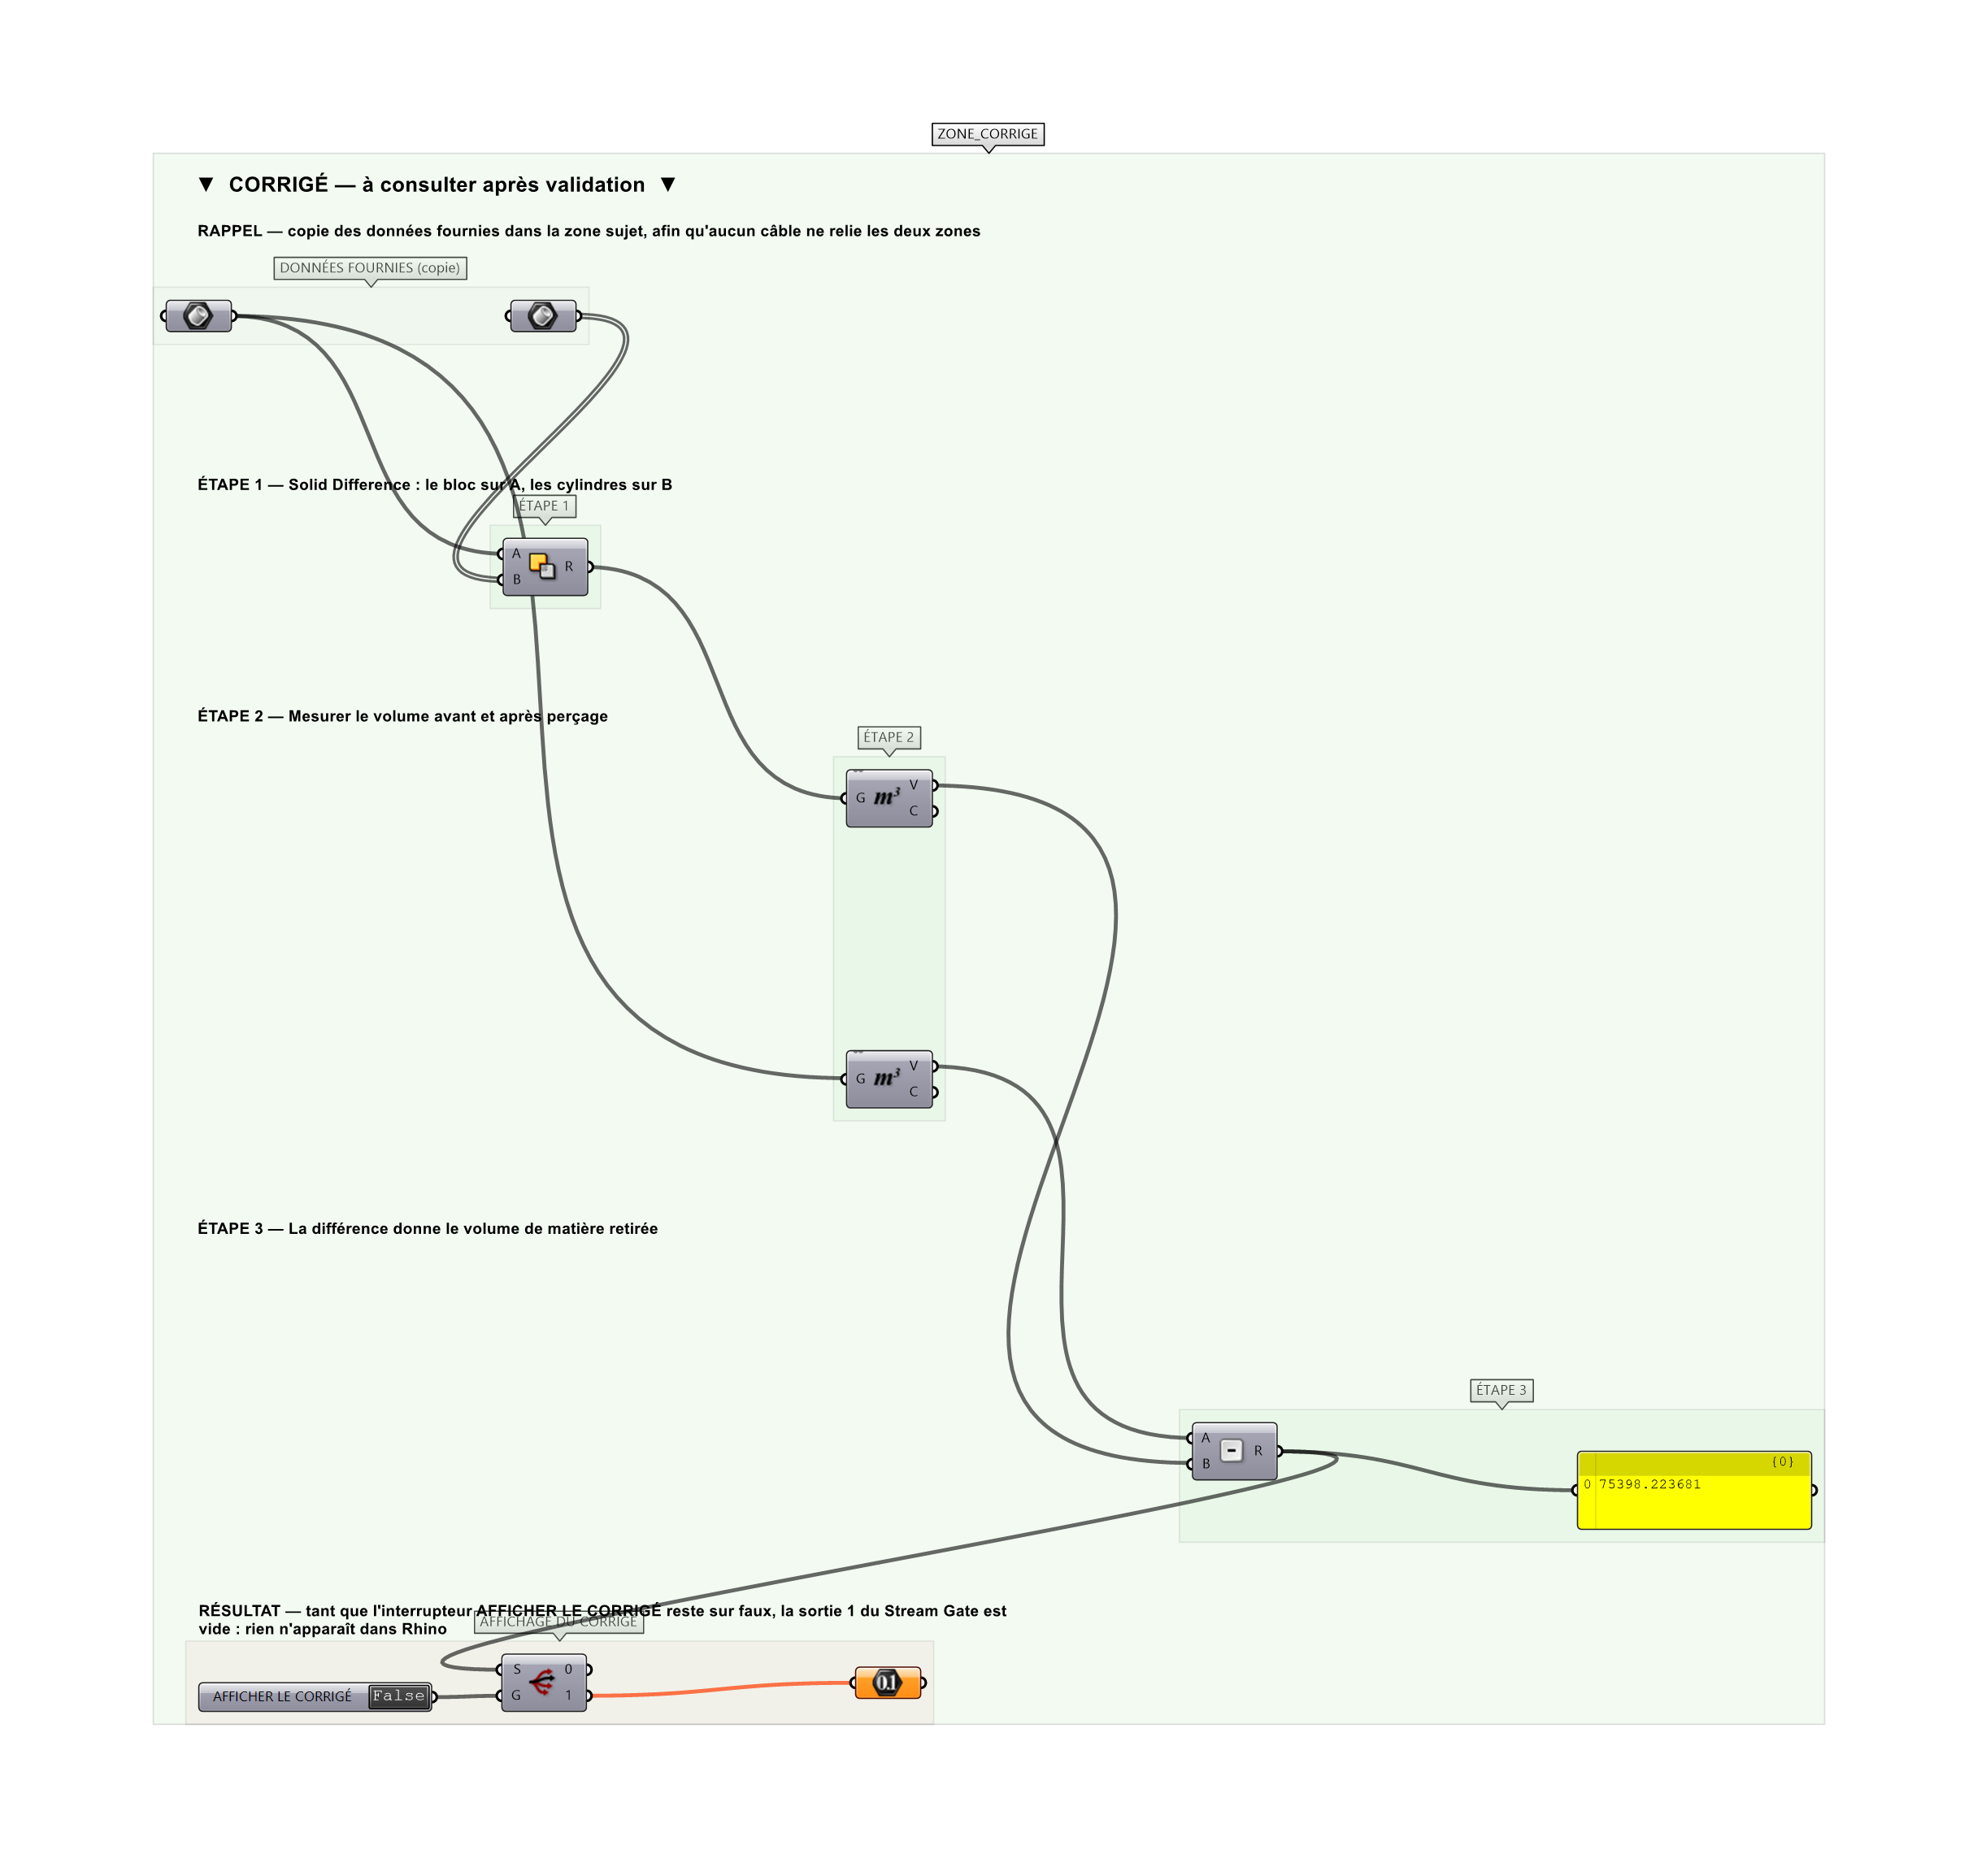 ZONE_CORRIGE
▼ CORRIGÉ — à consulter après validation ▼
RAPPEL — copie des données fournies dans la zone sujet, afin qu'aucun câble ne relie les deux zones
DONNÉES FOURNIES (copie)
ÉTAPE 1 — Solid Difference : le bloc sur A, les cylindres sur B
ÉTAPE 1
A
B
R
ÉTAPE 2 — Mesurer le volume avant et après perçage
ÉTAPE 2
G m³ V
C
G m³ V
C
ÉTAPE 3 — La différence donne le volume de matière retirée
ÉTAPE 3
A
B
R
{0}
0 75398.223681
RÉSULTAT — tant que l'interrupteur AFFICHER LE CORRIGÉ reste sur faux, la sortie 1 du Stream Gate est
vide : rien n'apparaît dans Rhino
AFFICHAGE DU CORRIGÉ
AFFICHER LE CORRIGÉ False
S 0
G 1
0.1